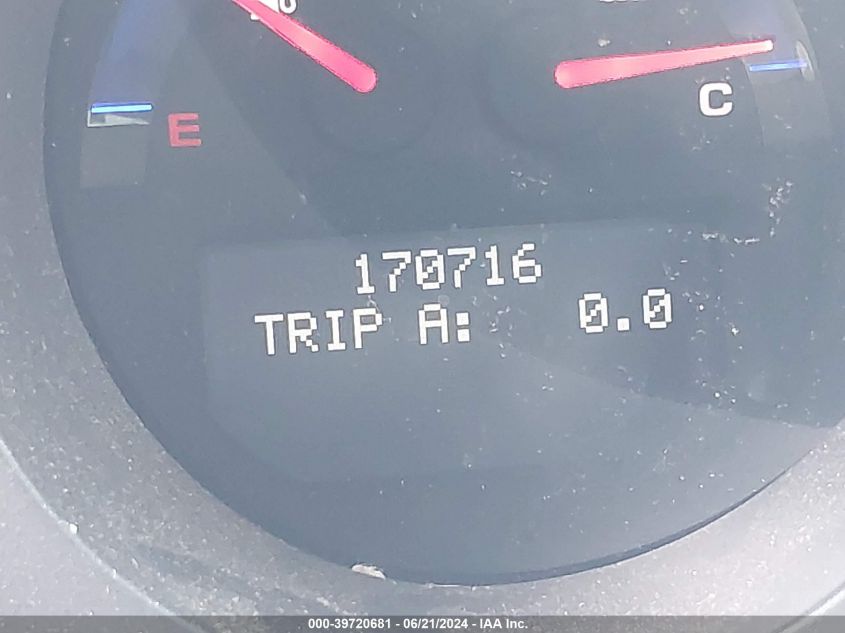 E
C
170716
TRIP A: 0.0
000-39720681 - 06/21/2024 - IAA Inc.